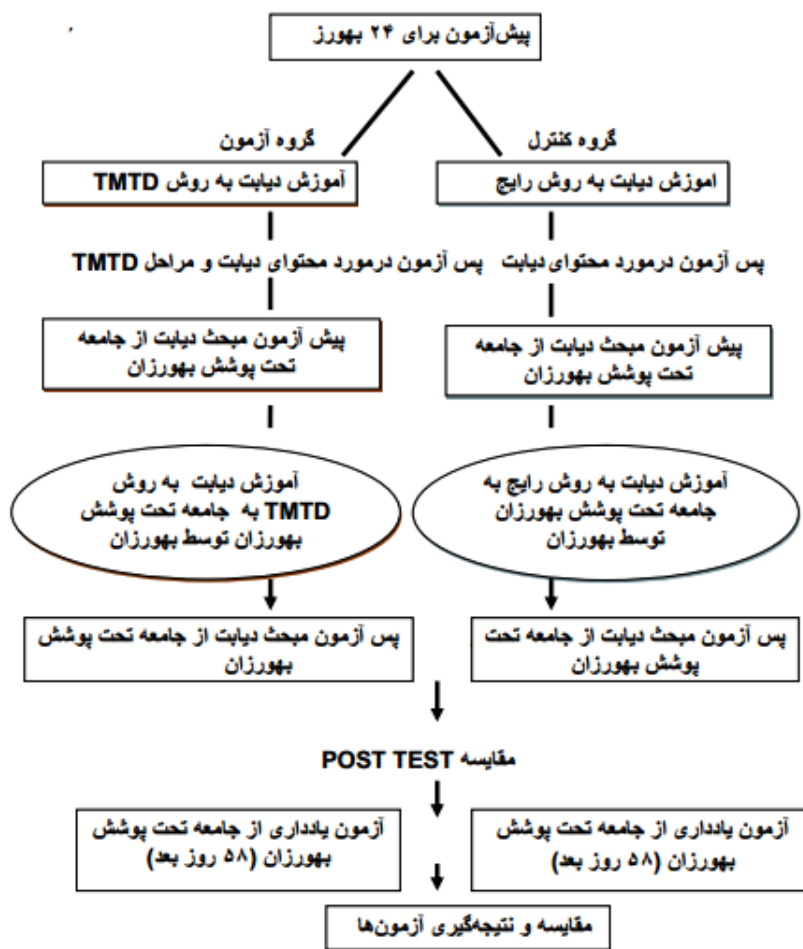 پیش‌آزمون برای ۲۴ بهورز
گروه کنترل
گروه آزمون
اموزش دیابت به روش رایج
آموزش دیابت به روش TMTD
پس آزمون درمورد محتوای دیابت
پس آزمون درمورد محتوای دیابت و مراحل TMTD
پیش آزمون مبحث دیابت از جامعه
تحت پوشش بهورزان
پیش آزمون مبحث دیابت از جامعه
تحت پوشش بهورزان
آموزش دیابت به روش رایج به
جامعه تحت پوشش بهورزان
توسط بهورزان
آموزش دیابت به روش
TMTD به جامعه تحت پوشش
بهورزان توسط بهورزان
پس آزمون مبحث دیابت از جامعه تحت
پوشش بهورزان
پس آزمون مبحث دیابت از جامعه تحت پوشش
بهورزان
مقایسه POST TEST
آزمون یادداری از جامعه تحت پوشش
بهورزان (۵۸ روز بعد)
آزمون یادداری از جامعه تحت پوشش
بهورزان (۵۸ روز بعد)
مقایسه و نتیجه‌گیری آزمون‌ها